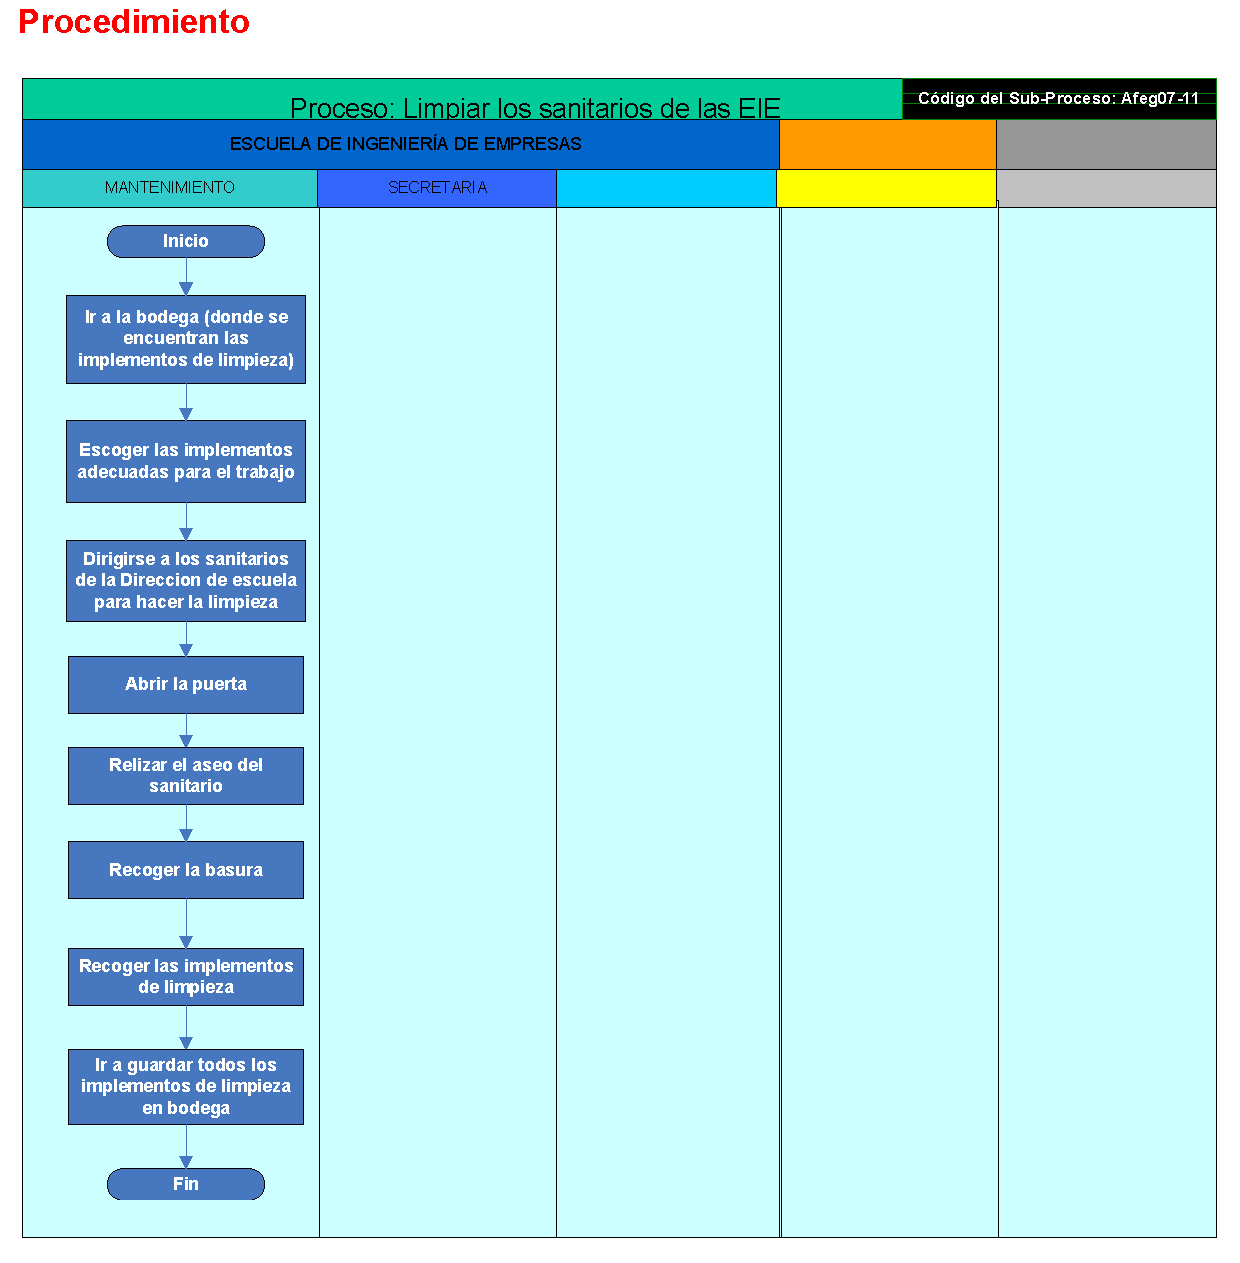 Procedimiento
Proceso: Limpiar los sanitarios de las EIE
Código del Sub-Proceso: Afeg07-11
ESCUELA DE INGENIERÍA DE EMPRESAS
MANTENIMIENTO
SECRETARIA
Inicio
Ir a la bodega (donde se
encuentran las
implementos de limpieza)
Escoger las implementos
adecuadas para el trabajo
Dirigirse a los sanitarios
de la Direccion de escuela
para hacer la limpieza
Abrir la puerta
Relizar el aseo del
sanitario
Recoger la basura
Recoger las implementos
de limpieza
Ir a guardar todos los
implementos de limpieza
en bodega
Fin